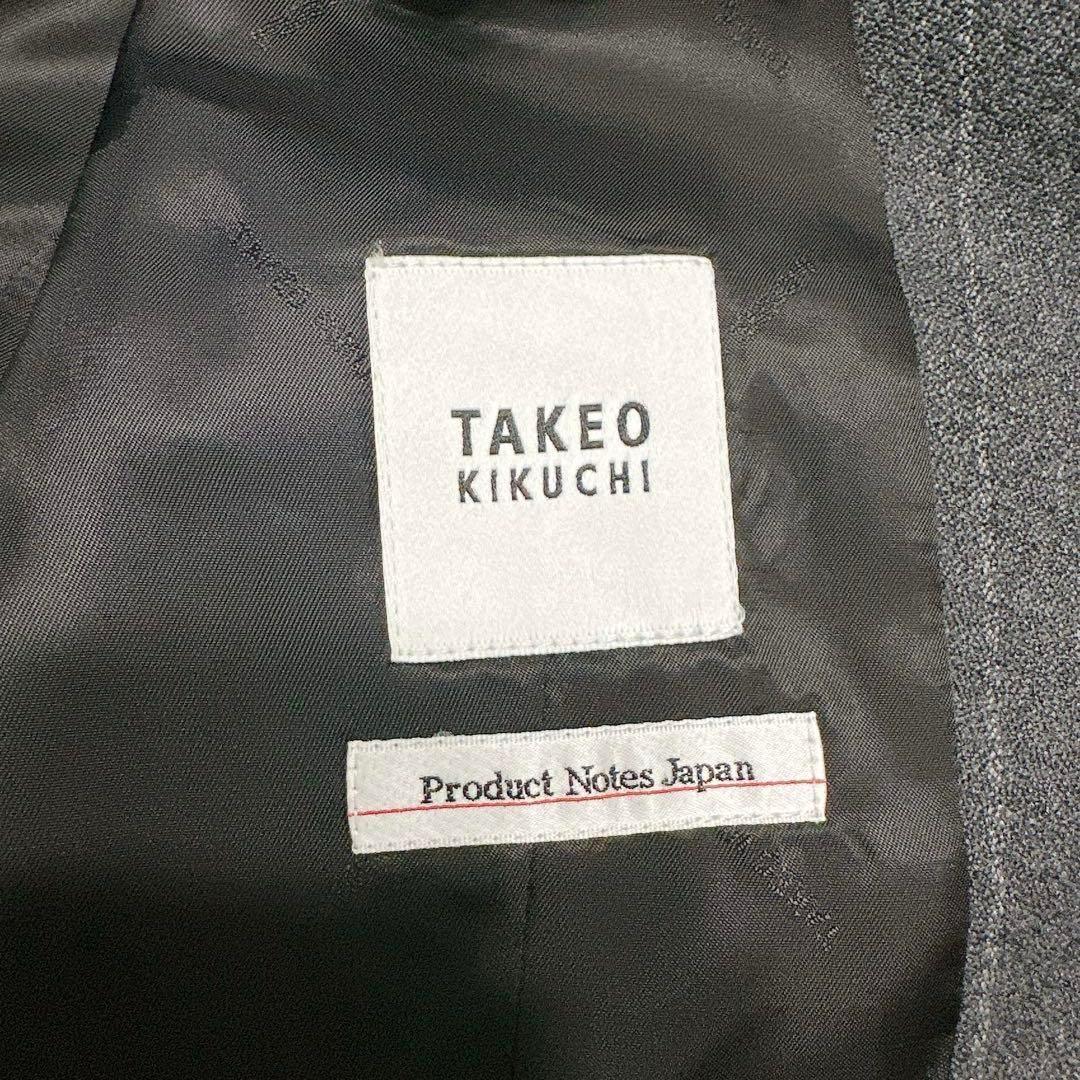 TAKEO
KIKUCHI
Product Notes Japan